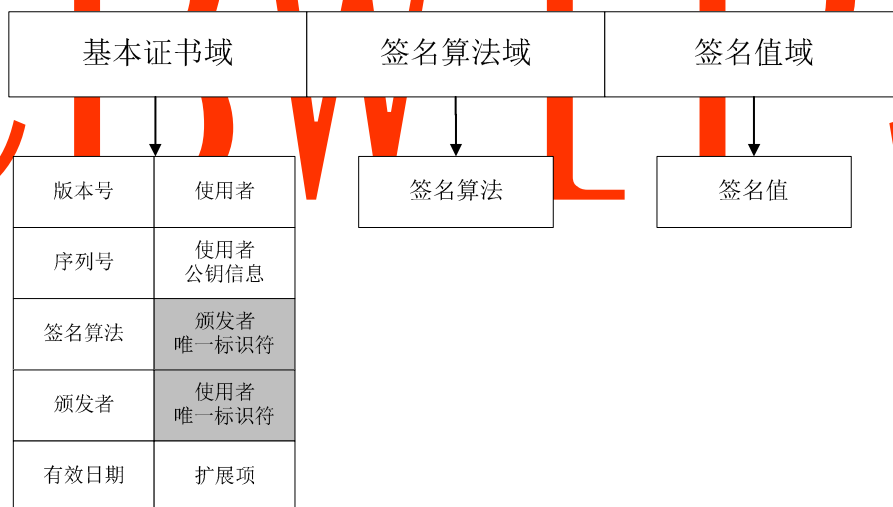 基本证书域
签名算法域
签名值域
版本号
使用者
签名算法
签名值
序列号
使用者
公钥信息
签名算法
颁发者
唯一标识符
颁发者
使用者
唯一标识符
有效日期
扩展项